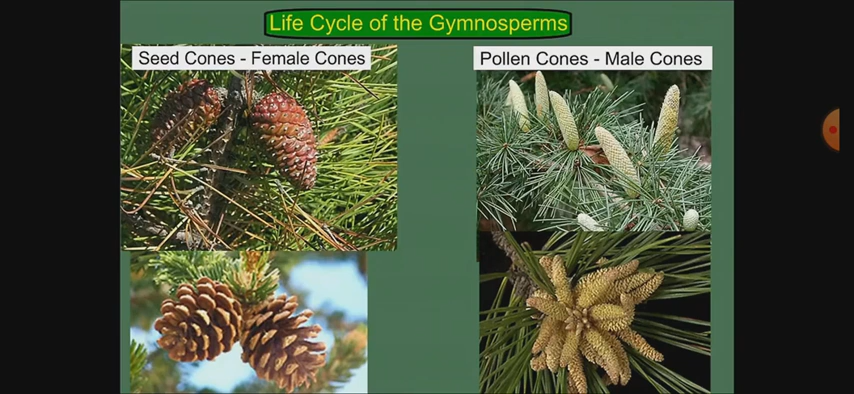 Life Cycle of the Gymnosperms
Seed Cones - Female Cones
Pollen Cones - Male Cones